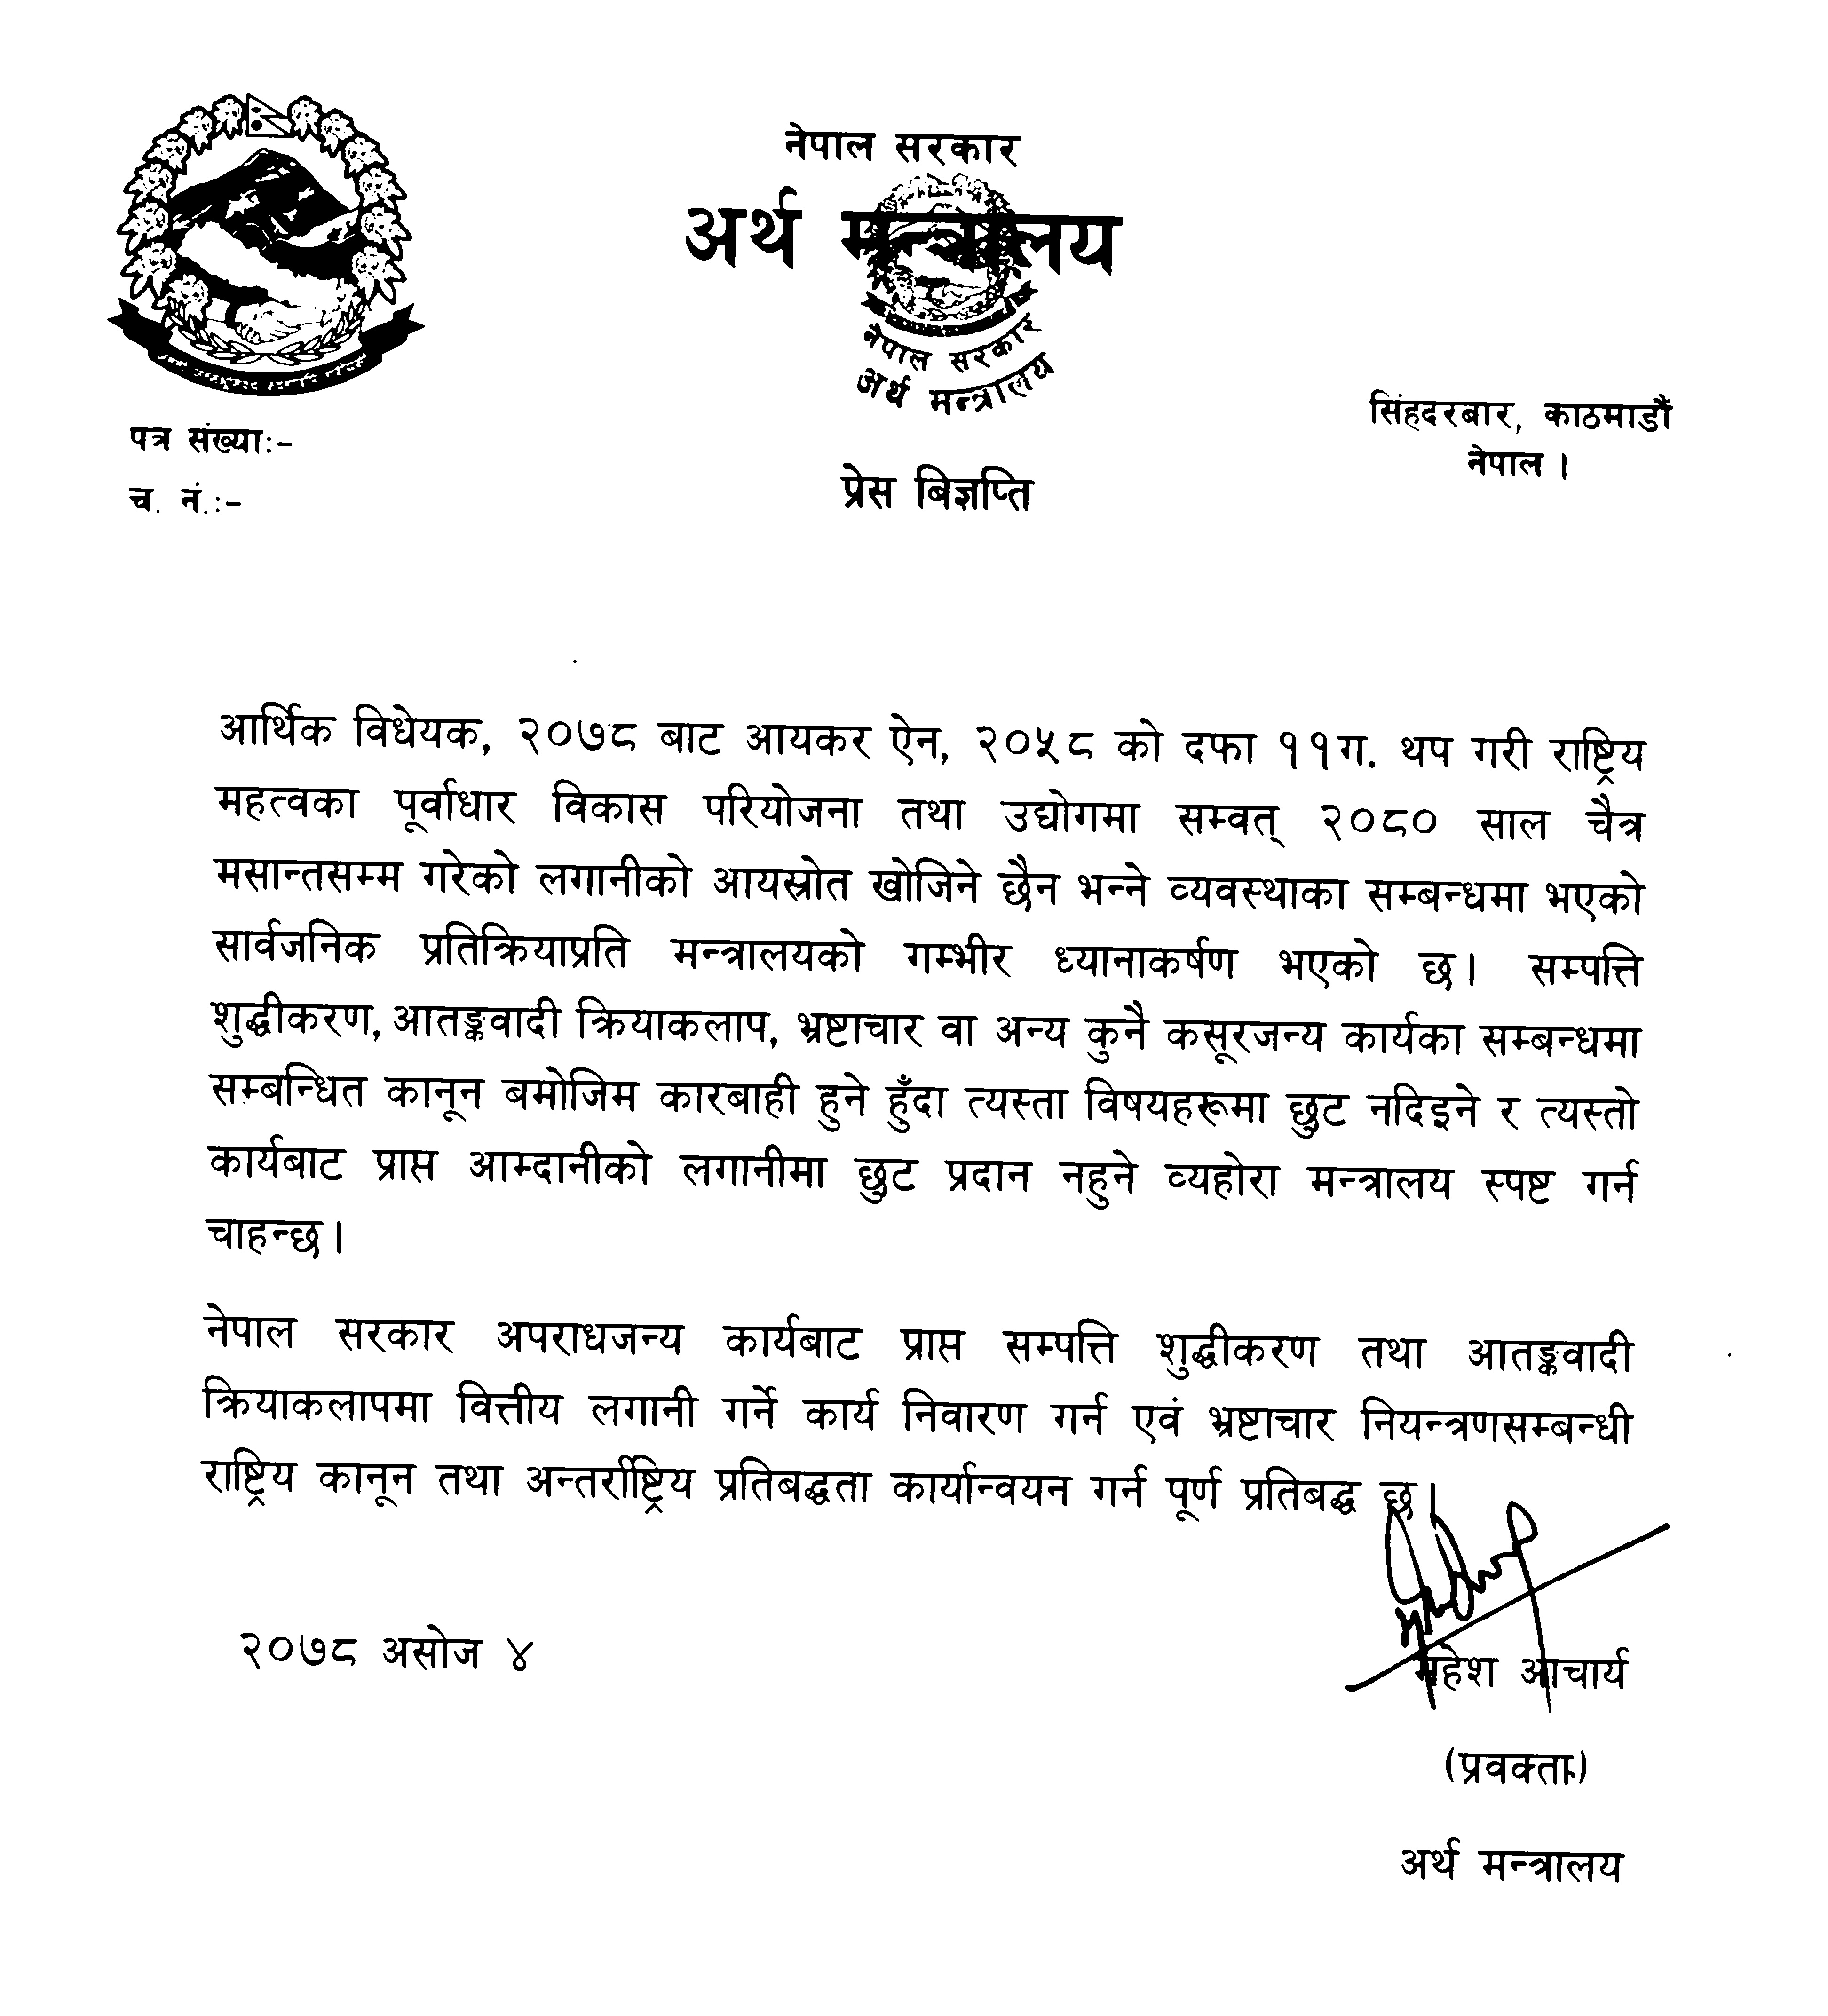 नेपाल सरकार
अर्थ मन्त्रालय
नेपाल सरकार
अर्थ मन्त्रालय
पत्र संख्याः-
च. नं.:-
सिंहदरबार, काठमाडौं
नेपाल ।
प्रेस बिज्ञप्ति
आर्थिक विधेयक, २०७८ बाट आयकर ऐन, २०५८ को दफा ११ग. थप गरी राष्ट्रिय
महत्वका पूर्वाधार विकास परियोजना तथा उद्योगमा सम्वत् २०८० साल चैत्र
मसान्तसम्म गरेको लगानीको आयस्रोत खोजिने छैन भन्ने व्यवस्थाका सम्बन्धमा भएको
सार्वजनिक प्रतिक्रियाप्रति मन्त्रालयको गम्भीर ध्यानाकर्षण भएको छ। सम्पत्ति
शुद्धीकरण, आतङ्कवादी क्रियाकलाप, भ्रष्टाचार वा अन्य कुनै कसूरजन्य कार्यका सम्बन्धमा
सम्बन्धित कानून बमोजिम कारबाही हुने हुँदा त्यस्ता विषयहरूमा छुट नदिइने र त्यस्तो
कार्यबाट प्राप्त आम्दानीको लगानीमा छुट प्रदान नहुने व्यहोरा मन्त्रालय स्पष्ट गर्न
चाहन्छ।
नेपाल सरकार अपराधजन्य कार्यबाट प्राप्त सम्पत्ति शुद्धीकरण तथा आतङ्कवादी
क्रियाकलापमा वित्तीय लगानी गर्ने कार्य निवारण गर्न एवं भ्रष्टाचार नियन्त्रणसम्बन्धी
राष्ट्रिय कानून तथा अन्तर्राष्ट्रिय प्रतिबद्धता कार्यान्वयन गर्न पूर्ण प्रतिबद्ध छ।
२०७८ असोज ४
महेश आचार्य
(प्रवक्ता)
अर्थ मन्त्रालय